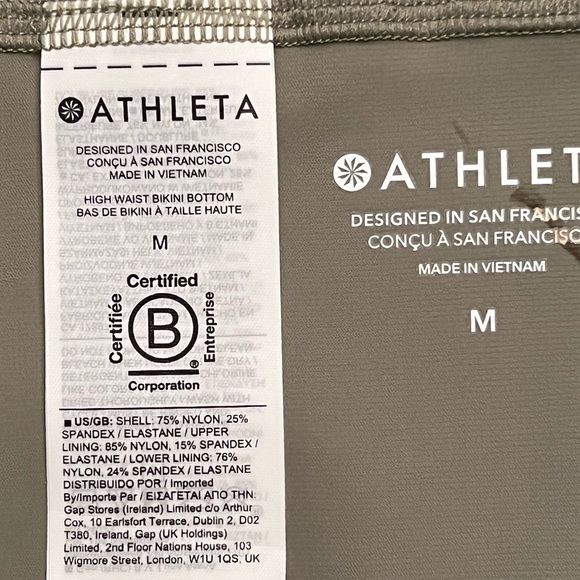 ATHLETA
DESIGNED IN SAN FRANCISCO
CONÇU À SAN FRANCISCO
MADE IN VIETNAM
HIGH WAIST BIKINI BOTTOM
BAS DE BIKINI À TAILLE HAUTE
M
Certified
Certifiée
B
Entreprise
®
Corporation
■ US/GB: SHELL: 75% NYLON, 25%
SPANDEX / ELASTANE / UPPER
LINING: 85% NYLON, 15% SPANDEX /
ELASTANE / LOWER LINING: 76%
NYLON, 24% SPANDEX / ELASTANE
DISTRIBUIDO POR / Imported
By/Importe Par / ΕΙΣΑΓΕΤΑΙ ΑΠΟ ΤΗΝ:
Gap Stores (Ireland) Limited c/o Arthur
Cox, 10 Earlsfort Terrace, Dublin 2, D02
T380, Ireland, Gap (UK Holdings)
Limited, 2nd Floor Nations House, 103
Wigmore Street, London, W1U 1QS, UK
ATHLET
DESIGNED IN SAN FRANCIS
CONÇU À SAN FRANCISC
MADE IN VIETNAM
M